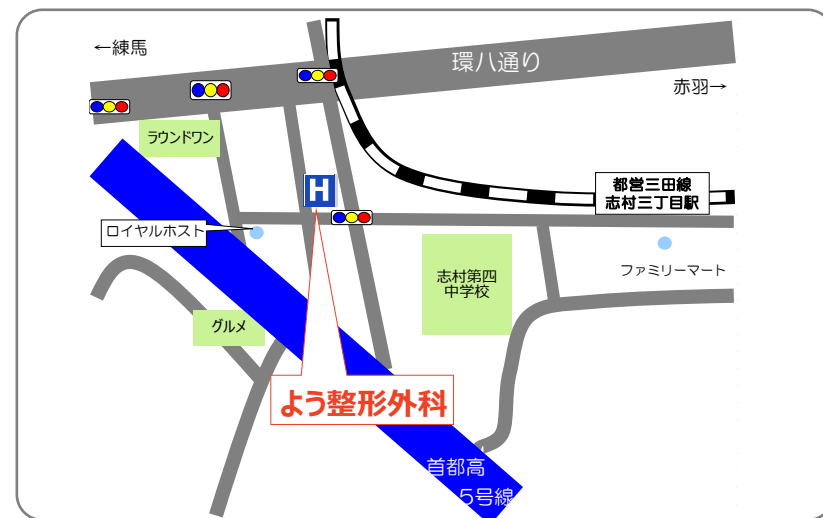 ←練馬
環八通り
赤羽→
ラウンドワン
H
都営三田線
志村三丁目駅
ロイヤルホスト
志村第四
中学校
ファミリーマート
グルメ
よう整形外科
首都高
5号線